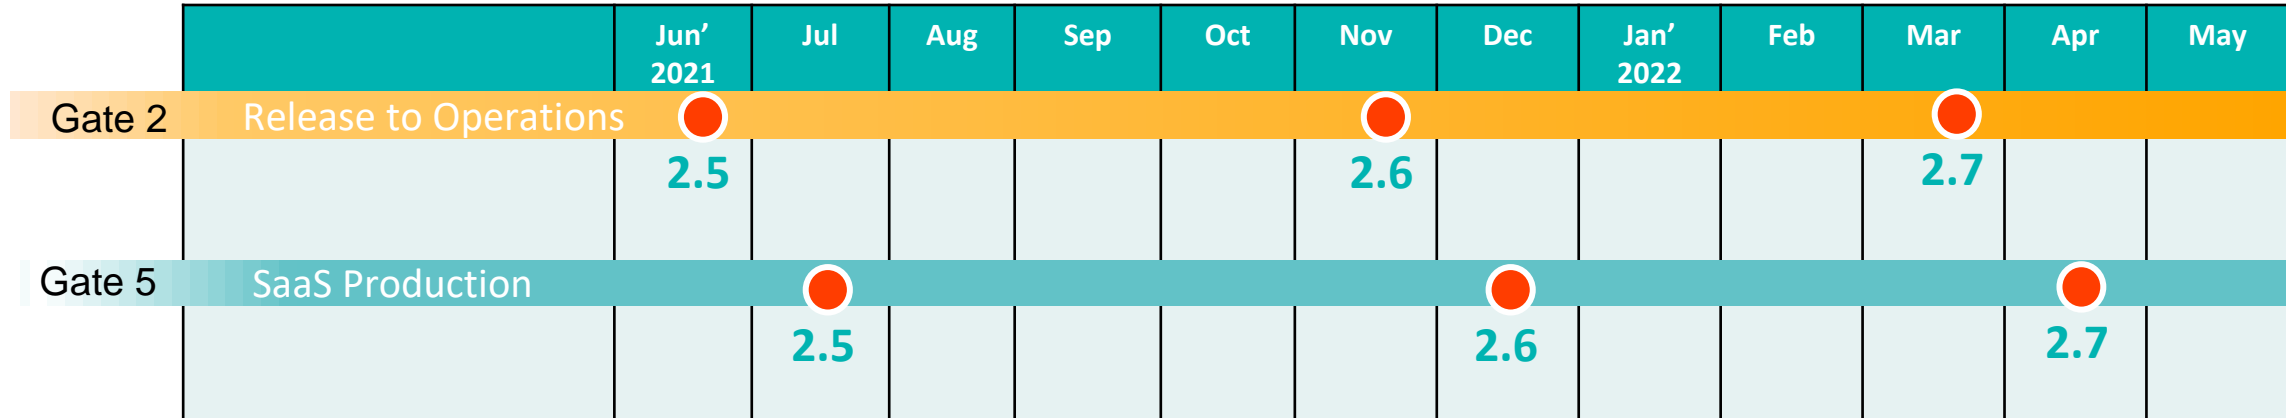 Jun’ Jul Aug Sep Oct Nov Dec Jan’ Feb Mar Apr May
2021 2022
Gate 2 Release to Operations
2.5 2.6 2.7
Gate 5 SaaS Production
2.5 2.6 2.7